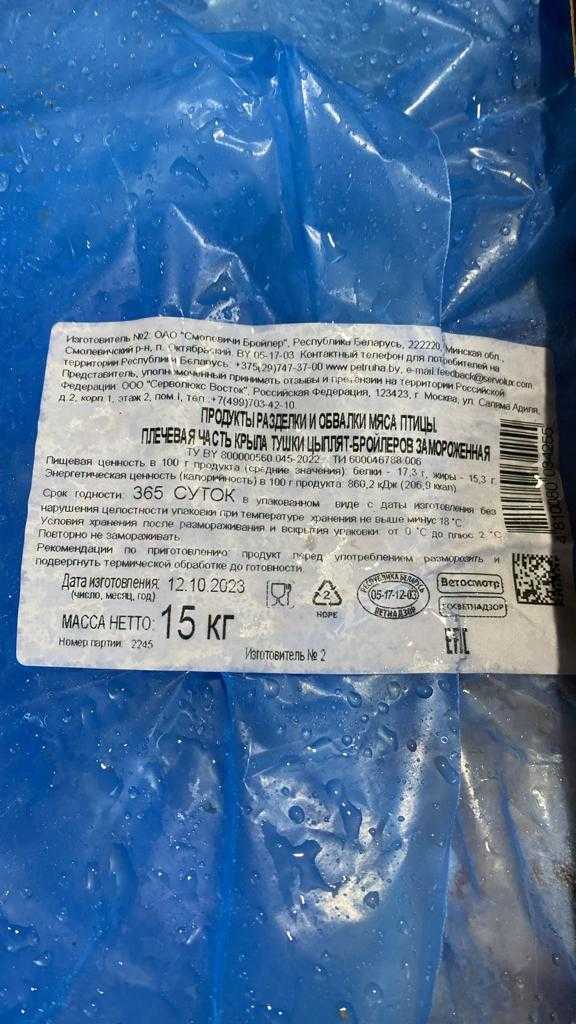 Изготовитель №2: ОАО "Смолевичи Бройлер", Республика Беларусь, 222220, Минская обл.,
Смолевичский р-н, п. Октябрьский, BY 05-17-03. Контактный телефон для потребителей на
территории Республики Беларусь: +375(29)747-37-00 www.petruha.by, e-mail.feedback@servolux.com
Представитель, уполномоченный принимать отзывы и претензии на территории Российской
Федерации: ООО "Серволюкс Восток", Российская Федерация, 123423, г. Москва, ул. Саляма Адиля,
д.2, корп.1, этаж 2, пом I, тел. +7(499)703-42-10
ПРОДУКТЫ РАЗДЕЛКИ И ОБВАЛКИ МЯСА ПТИЦЫ.
ПЛЕЧЕВАЯ ЧАСТЬ КРЫЛА ТУШКИ ЦЫПЛЯТ-БРОЙЛЕРОВ ЗАМОРОЖЕННАЯ
ТУ BY 800000560.045-2022 ТИ 600046788.006
Пищевая ценность в 100 г продукта (средние значения): белки - 17,3 г, жиры - 15,3 г
Энергетическая ценность (калорийность) в 100 г продукта: 866,2 кДж (206,9 ккал)
Срок годности: 365 СУТОК в упакованном виде с даты изготовления без
нарушения целостности упаковки при температуре хранения не выше минус 18 °C
Условия хранения после размораживания и вскрытия упаковки: от 0 °C до плюс 2 °C
Повторно не замораживать
Рекомендации по приготовлению: продукт перед употреблением разморозить и
подвергнуть термической обработке до готовности
Дата изготовления: 12.10.2023
(число, месяц, год)
МАССА НЕТТО: 15 КГ
Номер партии: 2245
Изготовитель № 2
2
HDPE
РЕСПУБЛИКА БЕЛАРУСЬ
05-17-12-03
ВЕТНАДЗОР
Ветосмотр
ГОСВЕТНАДЗОР
EAC